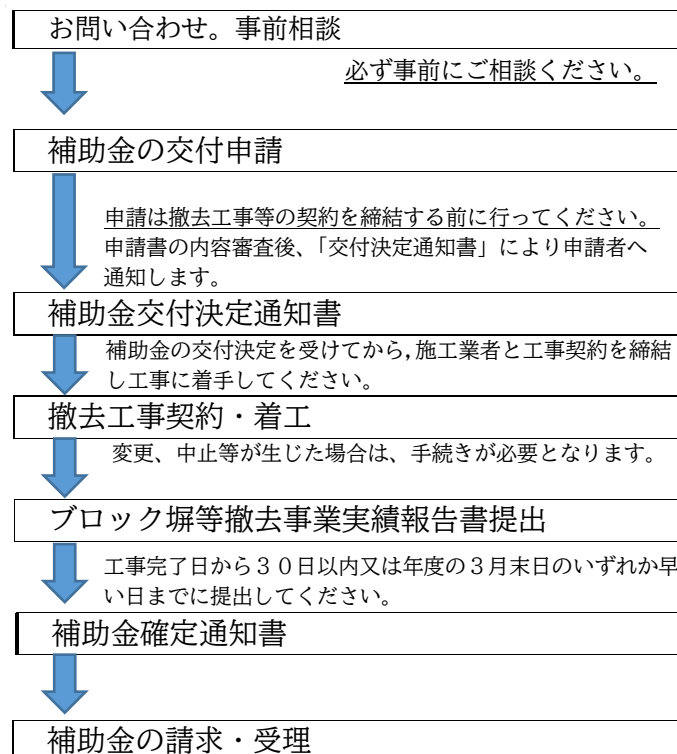 お問い合わせ。事前相談
必ず事前にご相談ください。
補助金の交付申請
申請は撤去工事等の契約を締結する前に行ってください。
申請書の内容審査後、「交付決定通知書」により申請者へ
通知します。
補助金交付決定通知書
補助金の交付決定を受けてから,施工業者と工事契約を締結
し工事に着手してください。
撤去工事契約・着工
変更、中止等が生じた場合は、手続きが必要となります。
ブロック塀等撤去事業実績報告書提出
工事完了日から３０日以内又は年度の３月末日のいずれか早
い日までに提出してください。
補助金確定通知書
補助金の請求・受理